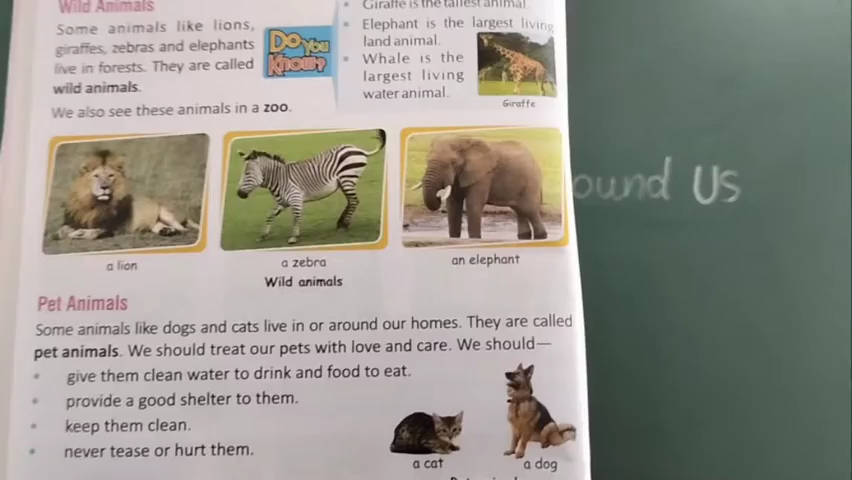 Wild Animals
Some animals like lions,
giraffes, zebras and elephants
live in forests. They are called
wild animals.
We also see these animals in a zoo.
Do You
Know?
Giraffe is the tallest animal.
Elephant is the largest living
land animal.
Whale is the
largest living
water animal.
Giraffe
a lion
a zebra
an elephant
Wild animals
ound Us
Pet Animals
Some animals like dogs and cats live in or around our homes. They are called
pet animals. We should treat our pets with love and care. We should—
• give them clean water to drink and food to eat.
• provide a good shelter to them.
• keep them clean.
• never tease or hurt them.
a cat
a dog